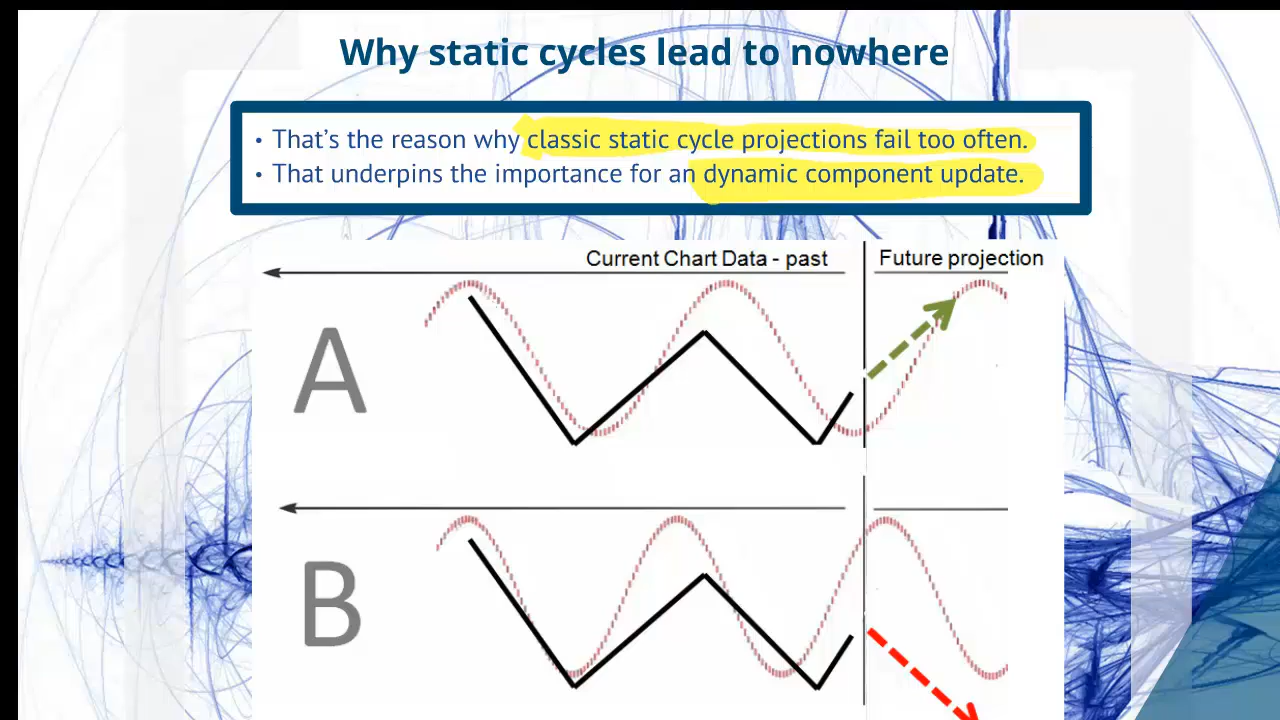 Why static cycles lead to nowhere
• That's the reason why classic static cycle projections fail too often.
• That underpins the importance for an dynamic component update.
Current Chart Data - past
Future projection
A
B